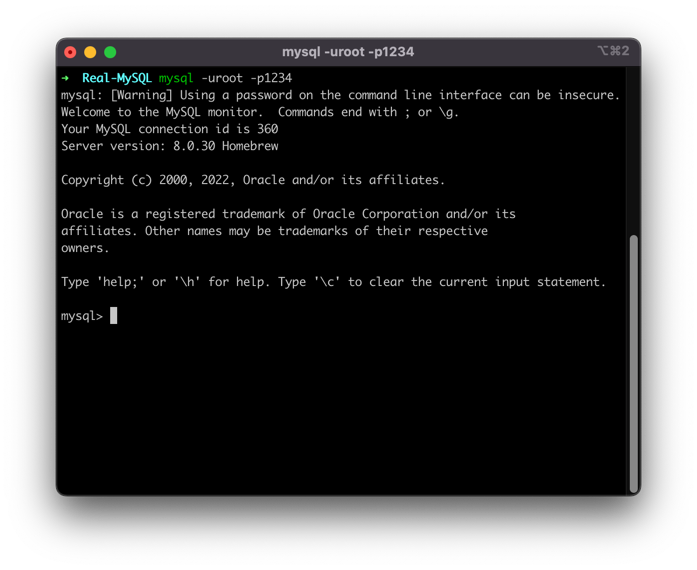 mysql -uroot -p1234
⌥⌘2
➜  Real-MySQL mysql -uroot -p1234
mysql: [Warning] Using a password on the command line interface can be insecure.
Welcome to the MySQL monitor.  Commands end with ; or \g.
Your MySQL connection id is 360
Server version: 8.0.30 Homebrew
Copyright (c) 2000, 2022, Oracle and/or its affiliates.
Oracle is a registered trademark of Oracle Corporation and/or its
affiliates. Other names may be trademarks of their respective
owners.
Type 'help;' or '\h' for help. Type '\c' to clear the current input statement.
mysql>